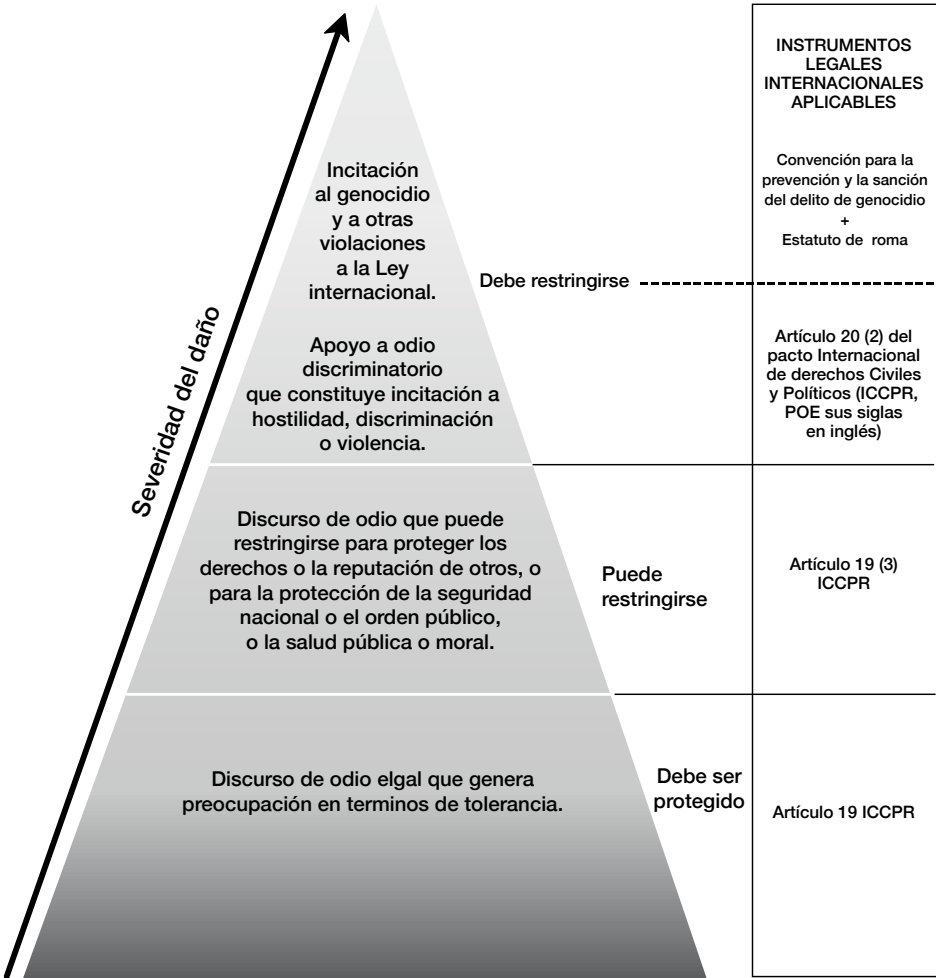 Severidad del daño
Incitación
al genocidio
y a otras
violaciones
a la Ley
internacional.
Apoyo a odio
discriminatorio
que constituye incitación a
hostilidad, discriminación
o violencia.
Debe restringirse
Discurso de odio que puede
restringirse para proteger los
derechos o la reputación de otros, o
para la protección de la seguridad
nacional o el orden público,
o la salud pública o moral.
Puede
restringirse
Discurso de odio elgal que genera
preocupación en terminos de tolerancia.
Debe ser
protegido
INSTRUMENTOS
LEGALES
INTERNACIONALES
APLICABLES
Convención para la
prevención y la sanción
del delito de genocidio
+
Estatuto de roma
Artículo 20 (2) del
pacto Internacional
de derechos Civiles
y Políticos (ICCPR,
POE sus siglas
en inglés)
Artículo 19 (3)
ICCPR
Artículo 19 ICCPR